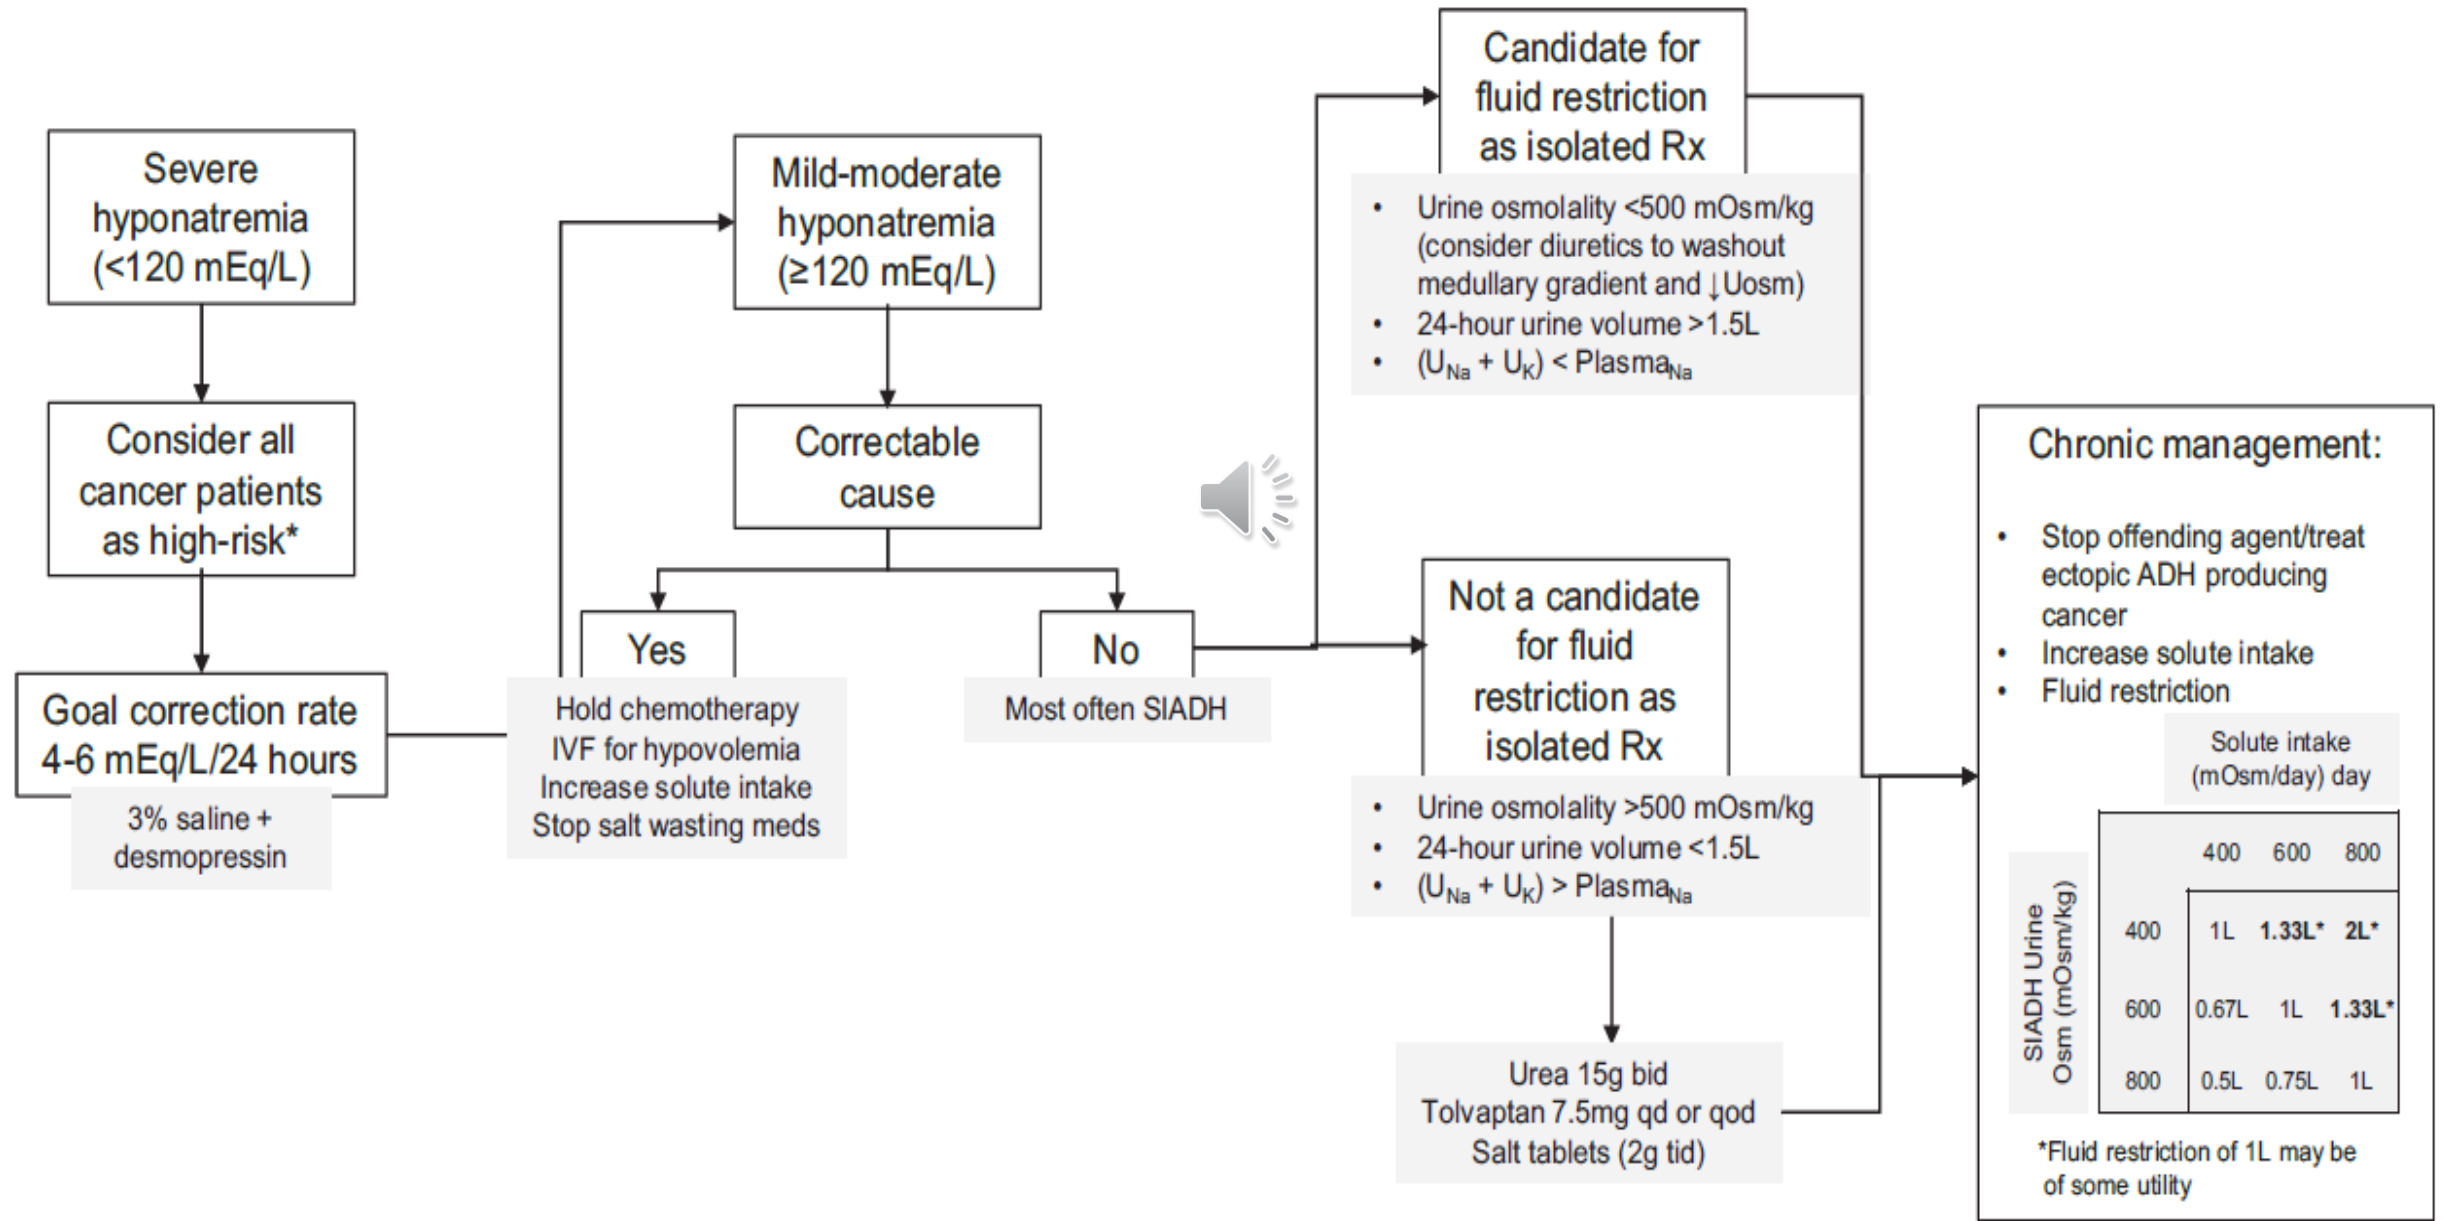 Severe
hyponatremia
(<120 mEq/L)
Consider all
cancer patients
as high-risk*
Goal correction rate
4-6 mEq/L/24 hours
3% saline +
desmopressin
Mild-moderate
hyponatremia
(≥120 mEq/L)
Correctable
cause
Yes
Hold chemotherapy
IVF for hypovolemia
Increase solute intake
Stop salt wasting meds
No
Most often SIADH
Candidate for
fluid restriction
as isolated Rx
• Urine osmolality <500 mOsm/kg
(consider diuretics to washout
medullary gradient and ↓Uosm)
• 24-hour urine volume >1.5L
• (U_Na + U_K) < Plasma_Na
Not a candidate
for fluid
restriction as
isolated Rx
• Urine osmolality >500 mOsm/kg
• 24-hour urine volume <1.5L
• (U_Na + U_K) > Plasma_Na
Urea 15g bid
Tolvaptan 7.5mg qd or qod
Salt tablets (2g tid)
Chronic management:
• Stop offending agent/treat
ectopic ADH producing
cancer
• Increase solute intake
• Fluid restriction
Solute intake
(mOsm/day) day
SIADH Urine
Osm (mOsm/kg)
400 600 800
400 1L 1.33L* 2L*
600 0.67L 1L 1.33L*
800 0.5L 0.75L 1L
*Fluid restriction of 1L may be
of some utility